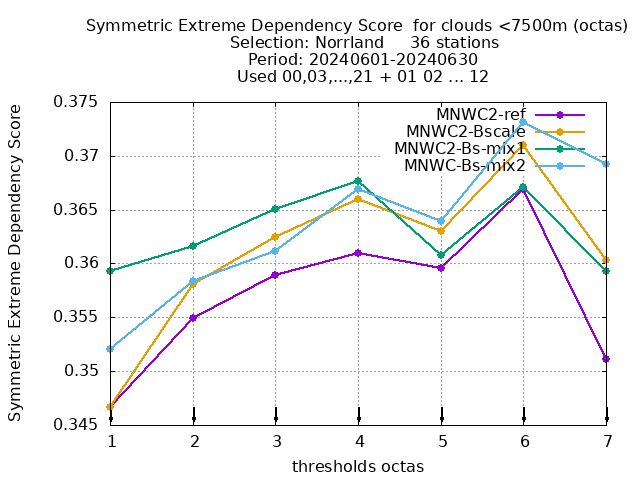 Symmetric Extreme Dependency Score  for clouds <7500m (octas)
Selection: Norrland     36 stations
Period: 20240601-20240630
Used 00,03,...,21 + 01 02 ... 12
Symmetric Extreme Dependency Score
0.375
0.37
0.365
0.36
0.355
0.35
0.345
MNWC2-ref
MNWC2-Bscale
MNWC2-Bs-mix1
MNWC-Bs-mix2
1 2 3 4 5 6 7
thresholds octas